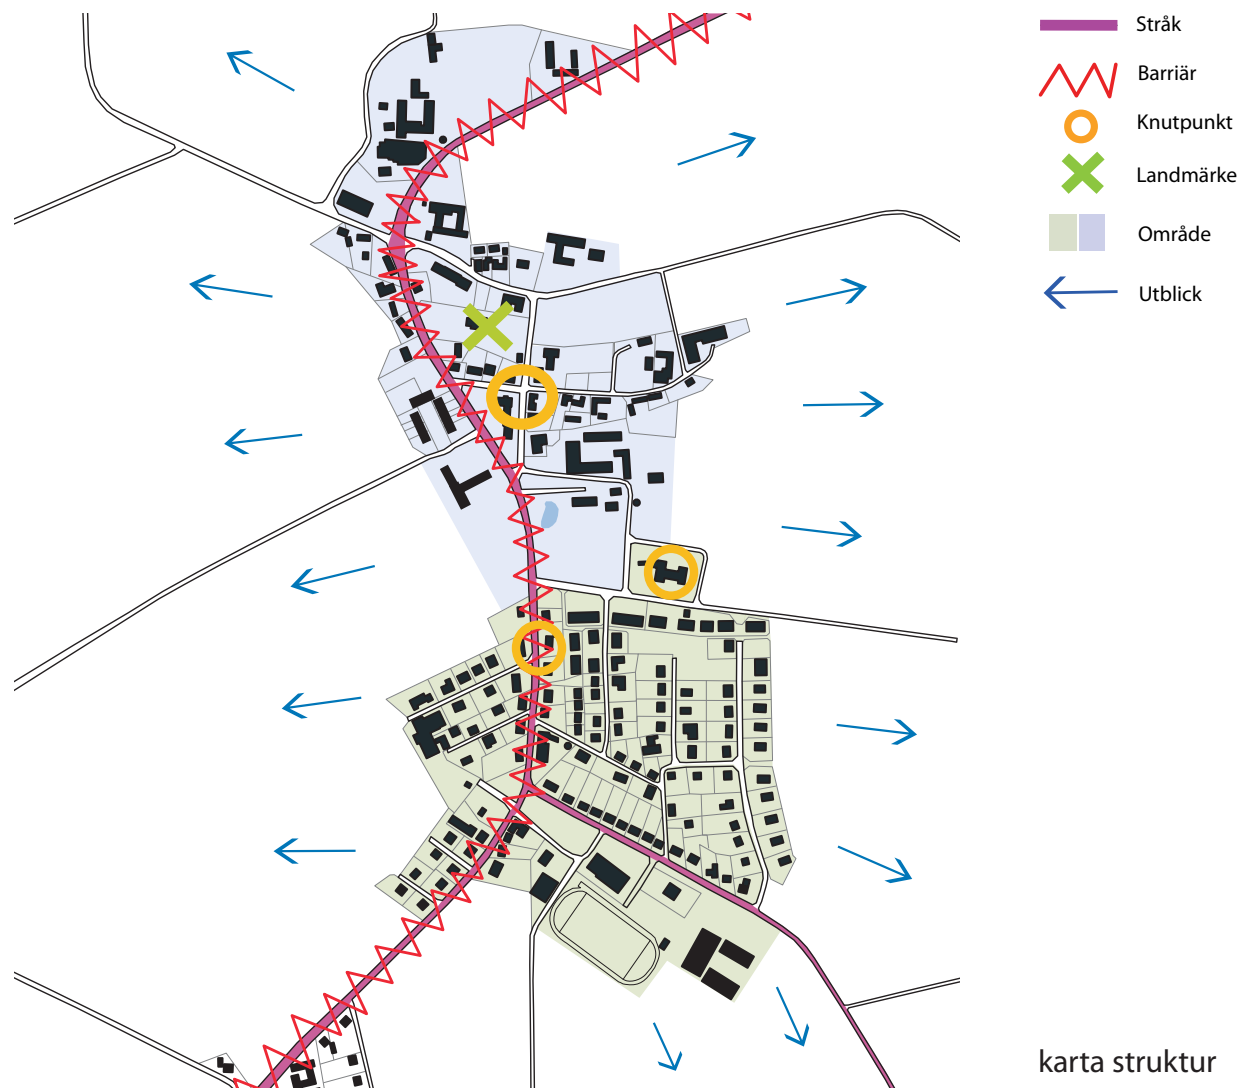 Stråk
Barriär
Knutpunkt
Landmärke
Område
Utblick
karta struktur